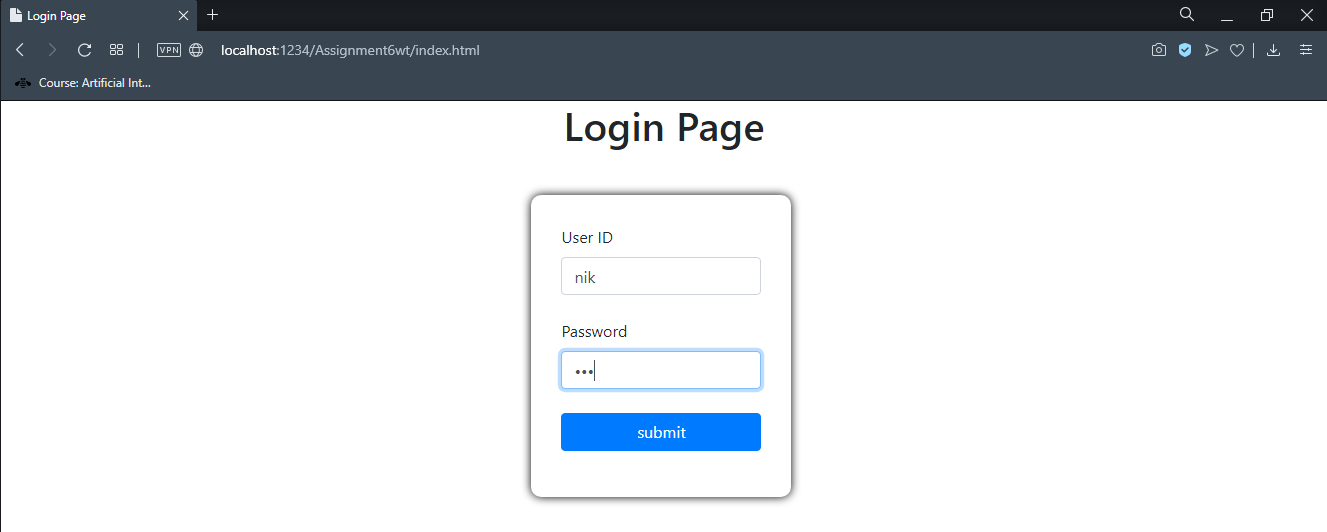 Login Page
VPN
localhost:1234/Assignment6wt/index.html
Course: Artificial Int...
Login Page
User ID
nik
Password
•••
submit